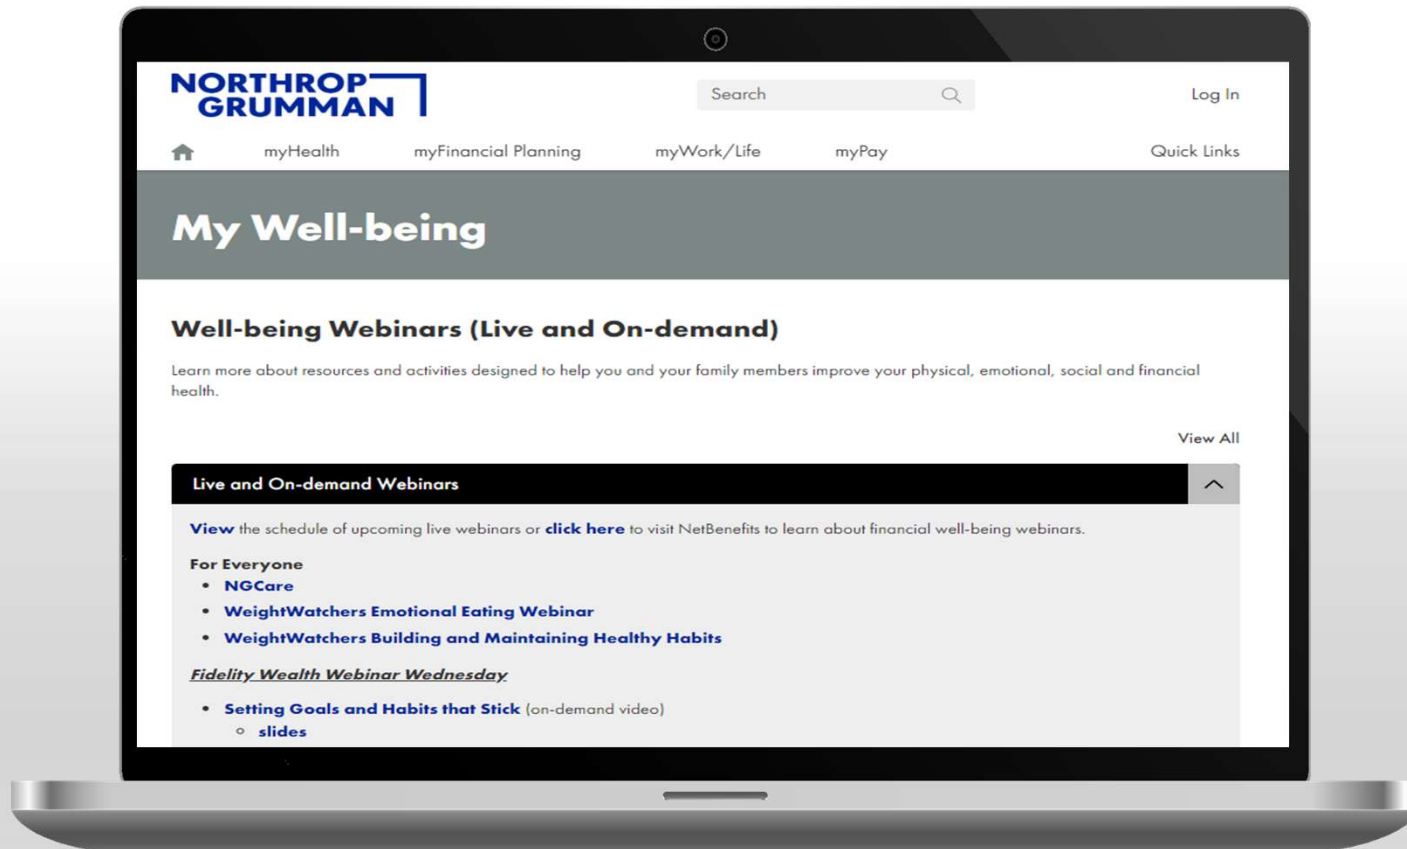 NORTHROP
GRUMMAN
Search
Log In
myHealth
myFinancial Planning
myWork/Life
myPay
Quick Links
My Well-being
Well-being Webinars (Live and On-demand)
Learn more about resources and activities designed to help you and your family members improve your physical, emotional, social and financial
health.
View All
Live and On-demand Webinars
View the schedule of upcoming live webinars or click here to visit NetBenefits to learn about financial well-being webinars.
For Everyone
• NGCare
• WeightWatchers Emotional Eating Webinar
• WeightWatchers Building and Maintaining Healthy Habits
Fidelity Wealth Webinar Wednesday
• Setting Goals and Habits that Stick (on-demand video)
○ slides